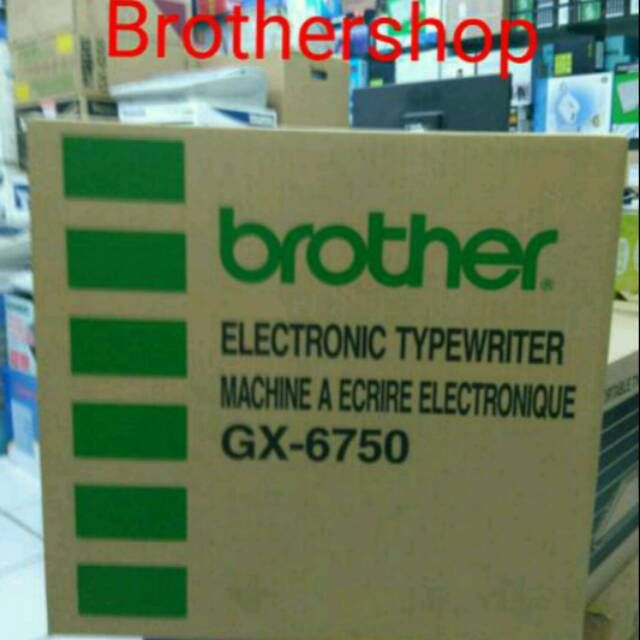 Brothershop
brother
ELECTRONIC TYPEWRITER
MACHINE A ECRIRE ELECTRONIQUE
GX-6750